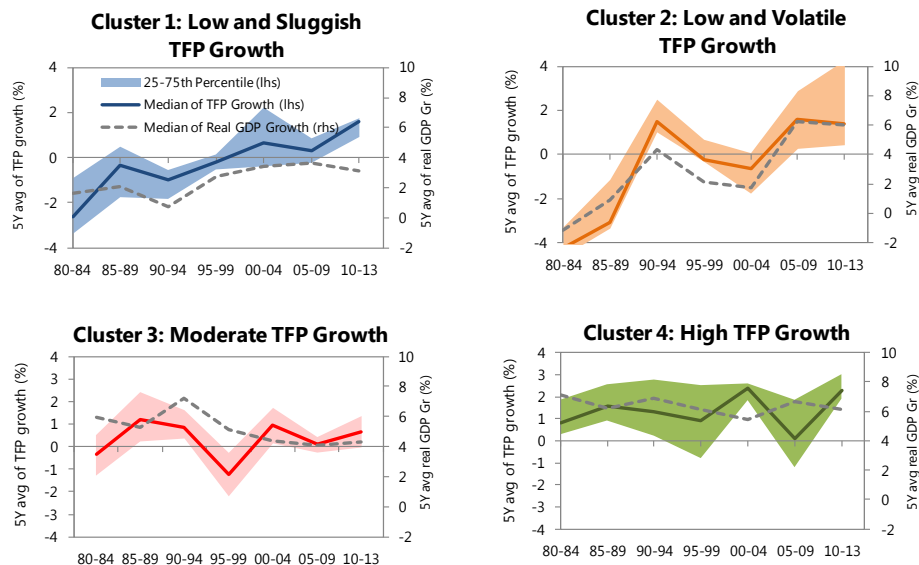 Cluster 1: Low and Sluggish
TFP Growth
5Y avg of TFP growth (%)
4
2
0
-2
-4
25-75th Percentile (lhs)
Median of TFP Growth (lhs)
Median of Real GDP Growth (rhs)
10
8
6
4
2
0
-2
5Y avg of real GDP Gr (%)
80-84 85-89 90-94 95-99 00-04 05-09 10-13
Cluster 2: Low and Volatile
TFP Growth
5Y avg of TFP growth (%)
4
2
0
-2
-4
10
8
6
4
2
0
-2
5Y avg real GDP Gr (%)
80-84 85-89 90-94 95-99 00-04 05-09 10-13
Cluster 3: Moderate TFP Growth
5Y avg of TFP growth (%)
4
3
2
1
0
-1
-2
-3
-4
10
8
6
4
2
0
-2
5Y avg real GDP Gr (%)
80-84 85-89 90-94 95-99 00-04 05-09 10-13
Cluster 4: High TFP Growth
5Y avg of TFP growth (%)
4
3
2
1
0
-1
-2
-3
-4
10
8
6
4
2
0
-2
5Y avg real GDP Gr (%)
80-84 85-89 90-94 95-99 00-04 05-09 10-13